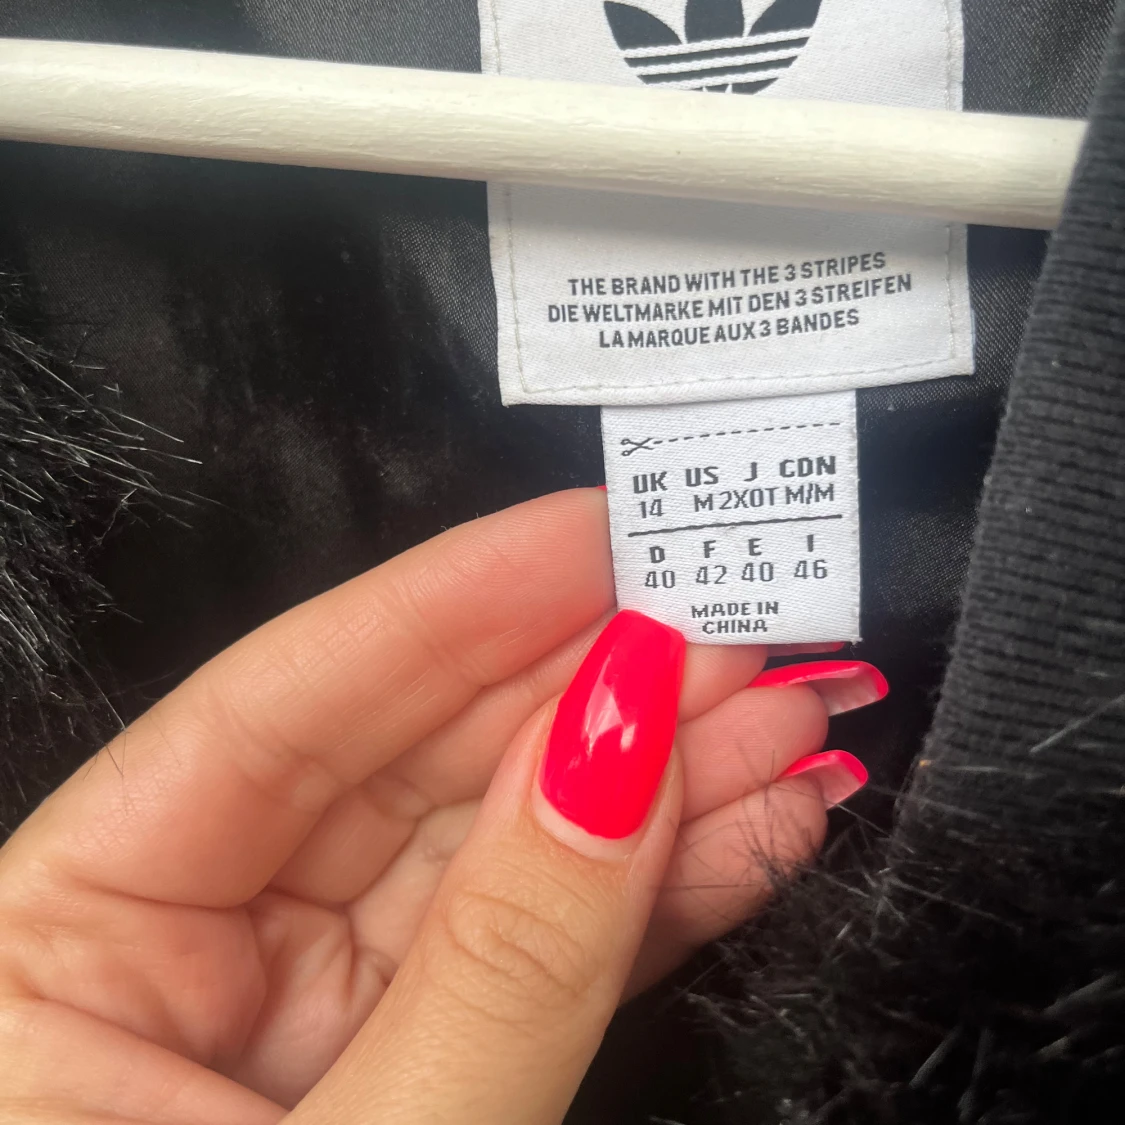 THE BRAND WITH THE 3 STRIPES
DIE WELTMARKE MIT DEN 3 STREIFEN
LA MARQUE AUX 3 BANDES
UK US J CDN
14 M 2XOT M/M
D F E I
40 42 40 46
MADE IN
CHINA